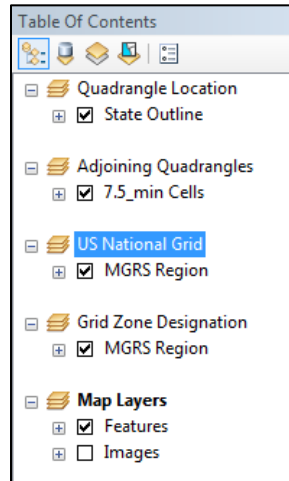 Table Of Contents
Quadrangle Location
State Outline
Adjoining Quadrangles
7.5_min Cells
US National Grid
MGRS Region
Grid Zone Designation
MGRS Region
Map Layers
Features
Images